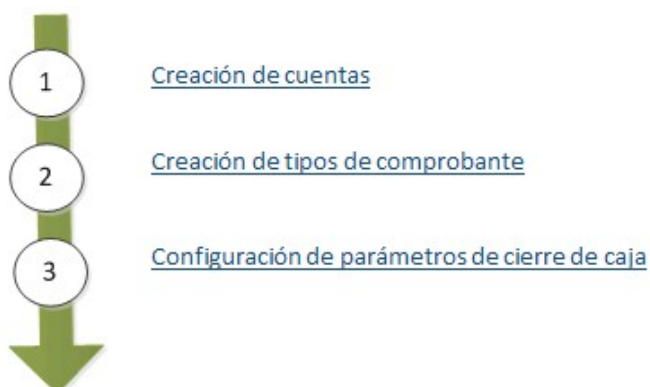 1 Creación de cuentas
2 Creación de tipos de comprobante
3 Configuración de parámetros de cierre de caja